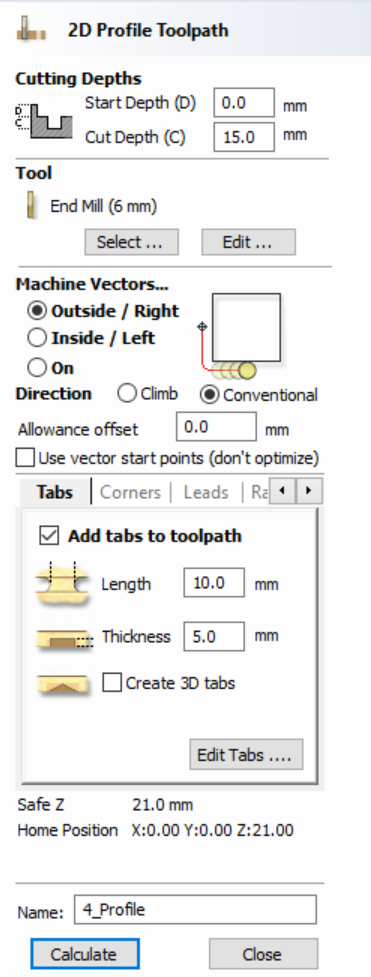 2D Profile Toolpath
Cutting Depths
D
C
Start Depth (D) 0.0 mm
Cut Depth (C) 15.0 mm
Tool
End Mill (6 mm)
Select ... Edit ...
Machine Vectors...
Outside / Right
Inside / Left
On
Direction Climb Conventional
Allowance offset 0.0 mm
Use vector start points (don't optimize)
Tabs Corners Leads
Add tabs to toolpath
Length 10.0 mm
Thickness 5.0 mm
Create 3D tabs
Edit Tabs ....
Safe Z 21.0 mm
Home Position X:0.00 Y:0.00 Z:21.00
Name: 4_Profile
Calculate Close